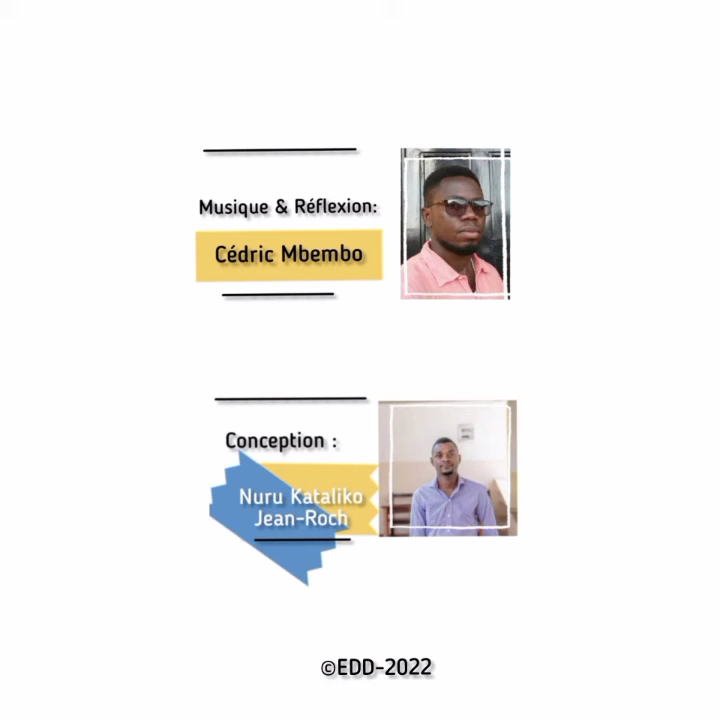 Musique & Réflexion:
Cédric Mbembo
Conception :
Nuru Kataliko
Jean-Roch
©EDD-2022